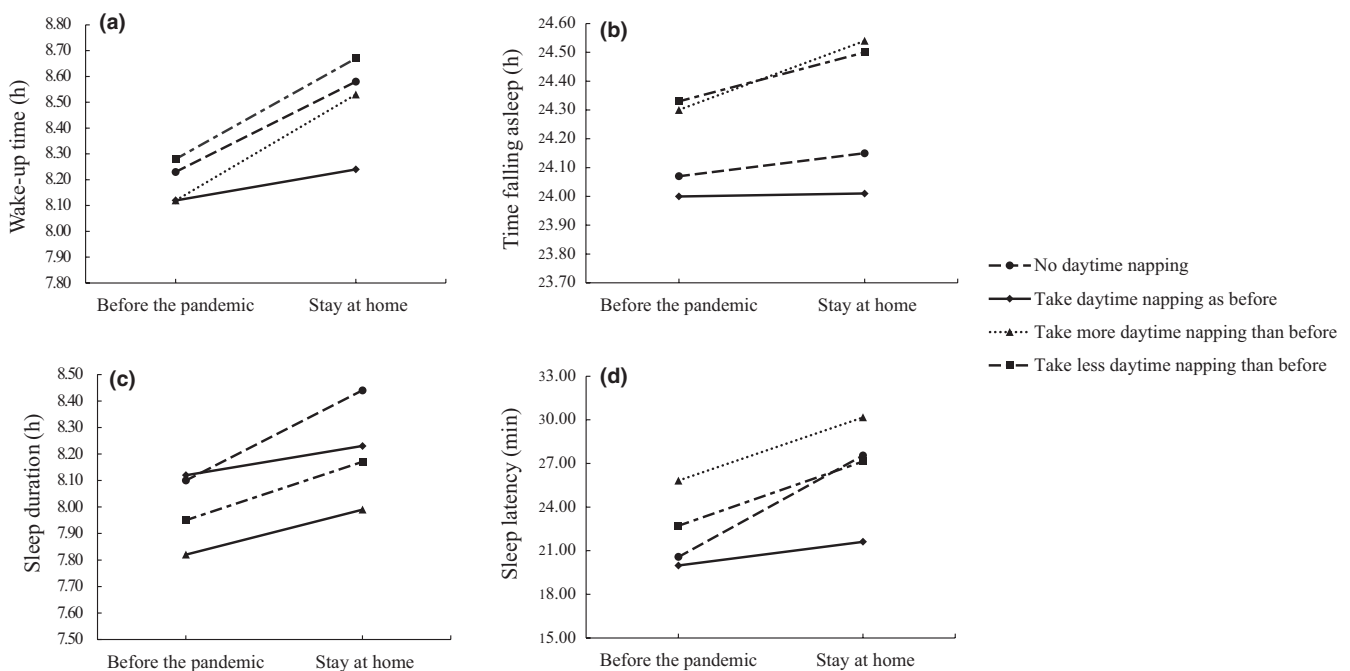 (a)
Wake-up time (h)
8.80
8.70
8.60
8.50
8.40
8.30
8.20
8.10
8.00
7.90
7.80
Before the pandemic
Stay at home
(b)
Time falling asleep (h)
24.60
24.50
24.40
24.30
24.20
24.10
24.00
23.90
23.80
23.70
Before the pandemic
Stay at home
No daytime napping
Take daytime napping as before
Take more daytime napping than before
Take less daytime napping than before
(c)
Sleep duration (h)
8.50
8.40
8.30
8.20
8.10
8.00
7.90
7.80
7.70
7.60
7.50
Before the pandemic
Stay at home
(d)
Sleep latency (min)
33.00
30.00
27.00
24.00
21.00
18.00
15.00
Before the pandemic
Stay at home